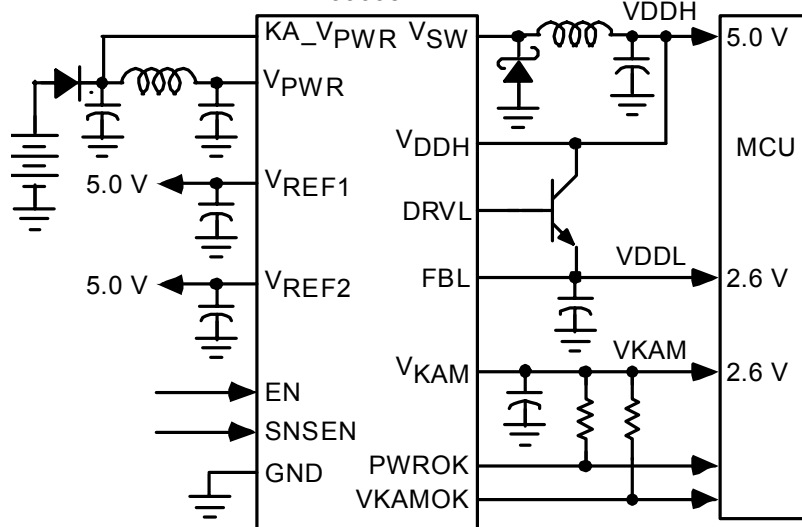 VDDH
KA_VPWR VSW 5.0 V
VPWR
VDDH MCU
5.0 V VREF1
DRVL
5.0 V VREF2 FBL VDDL 2.6 V
VKAM VKAM 2.6 V
EN
SNSEN
GND PWROK
VKAMOK